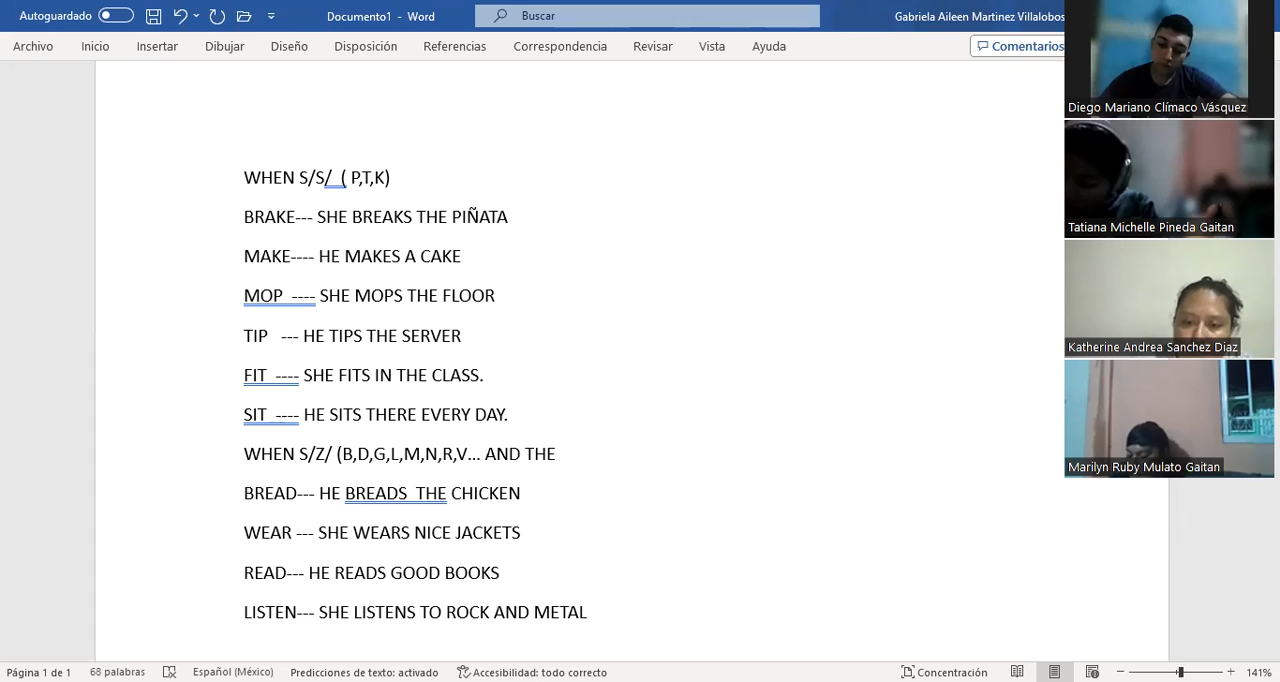 Autoguardado
Documento1 - Word
Buscar
Gabriela Aileen Martinez Villalobos
Archivo Inicio Insertar Dibujar Diseño Disposición Referencias Correspondencia Revisar Vista Ayuda
Comentarios
WHEN S/S/ ( P,T,K)
BRAKE--- SHE BREAKS THE PIÑATA
MAKE---- HE MAKES A CAKE
MOP ---- SHE MOPS THE FLOOR
TIP --- HE TIPS THE SERVER
FIT ---- SHE FITS IN THE CLASS.
SIT ---- HE SITS THERE EVERY DAY.
WHEN S/Z/ (B,D,G,L,M,N,R,V... AND THE
BREAD--- HE BREADS THE CHICKEN
WEAR --- SHE WEARS NICE JACKETS
READ--- HE READS GOOD BOOKS
LISTEN--- SHE LISTENS TO ROCK AND METAL
Diego Mariano Clímaco Vásquez
Tatiana Michelle Pineda Gaitan
Katherine Andrea Sanchez Diaz
Marilyn Ruby Mulato Gaitan
Página 1 de 1 68 palabras Español (México) Predicciones de texto: activado Accesibilidad: todo correcto Concentración 141%